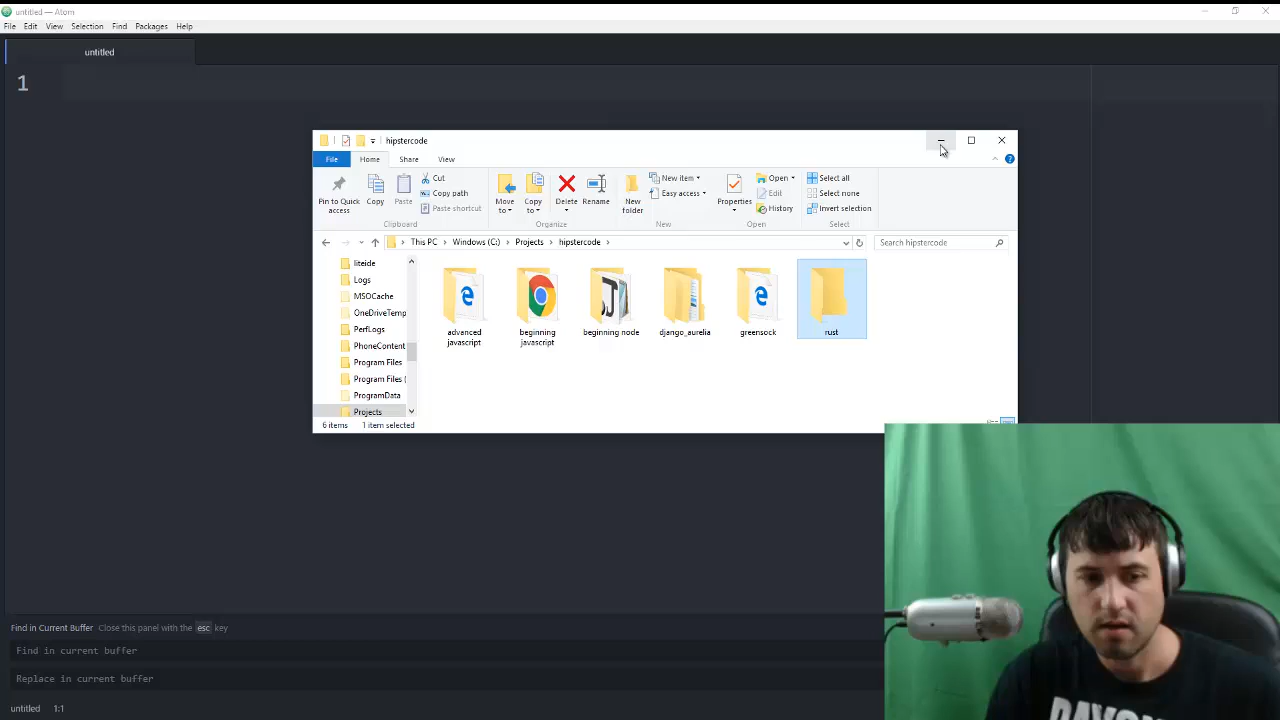 untitled — Atom
File Edit View Selection Find Packages Help
untitled
1
hipstercode
File Home Share View
Pin to Quick access
Copy
Paste
Cut
Copy path
Paste shortcut
Clipboard
Move to
Copy to
Delete
Rename
Organize
New folder
New item
Easy access
New
Properties
Open
Edit
History
Open
Select all
Select none
Invert selection
Select
This PC > Windows (C:) > Projects > hipstercode >
Search hipstercode
liteide
Logs
MSOCache
OneDriveTemp
PerfLogs
PhoneContent
Program Files
Program Files (
ProgramData
Projects
advanced javascript
beginning javascript
beginning node
django_aurelia
greensock
rust
6 items 1 item selected
Find in Current Buffer Close this panel with the esc key
Find in current buffer
Replace in current buffer
untitled 1:1